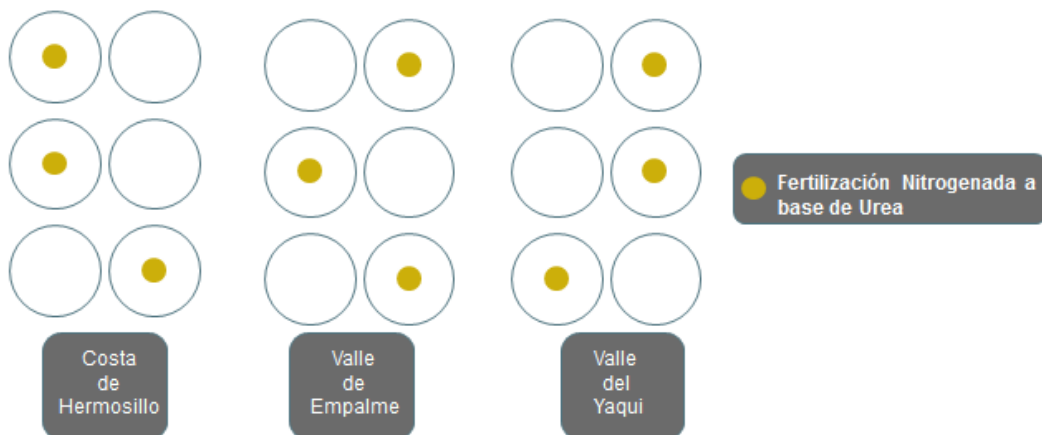 Fertilización Nitrogenada a
base de Urea
Costa
de
Hermosillo
Valle
de
Empalme
Valle
del
Yaqui